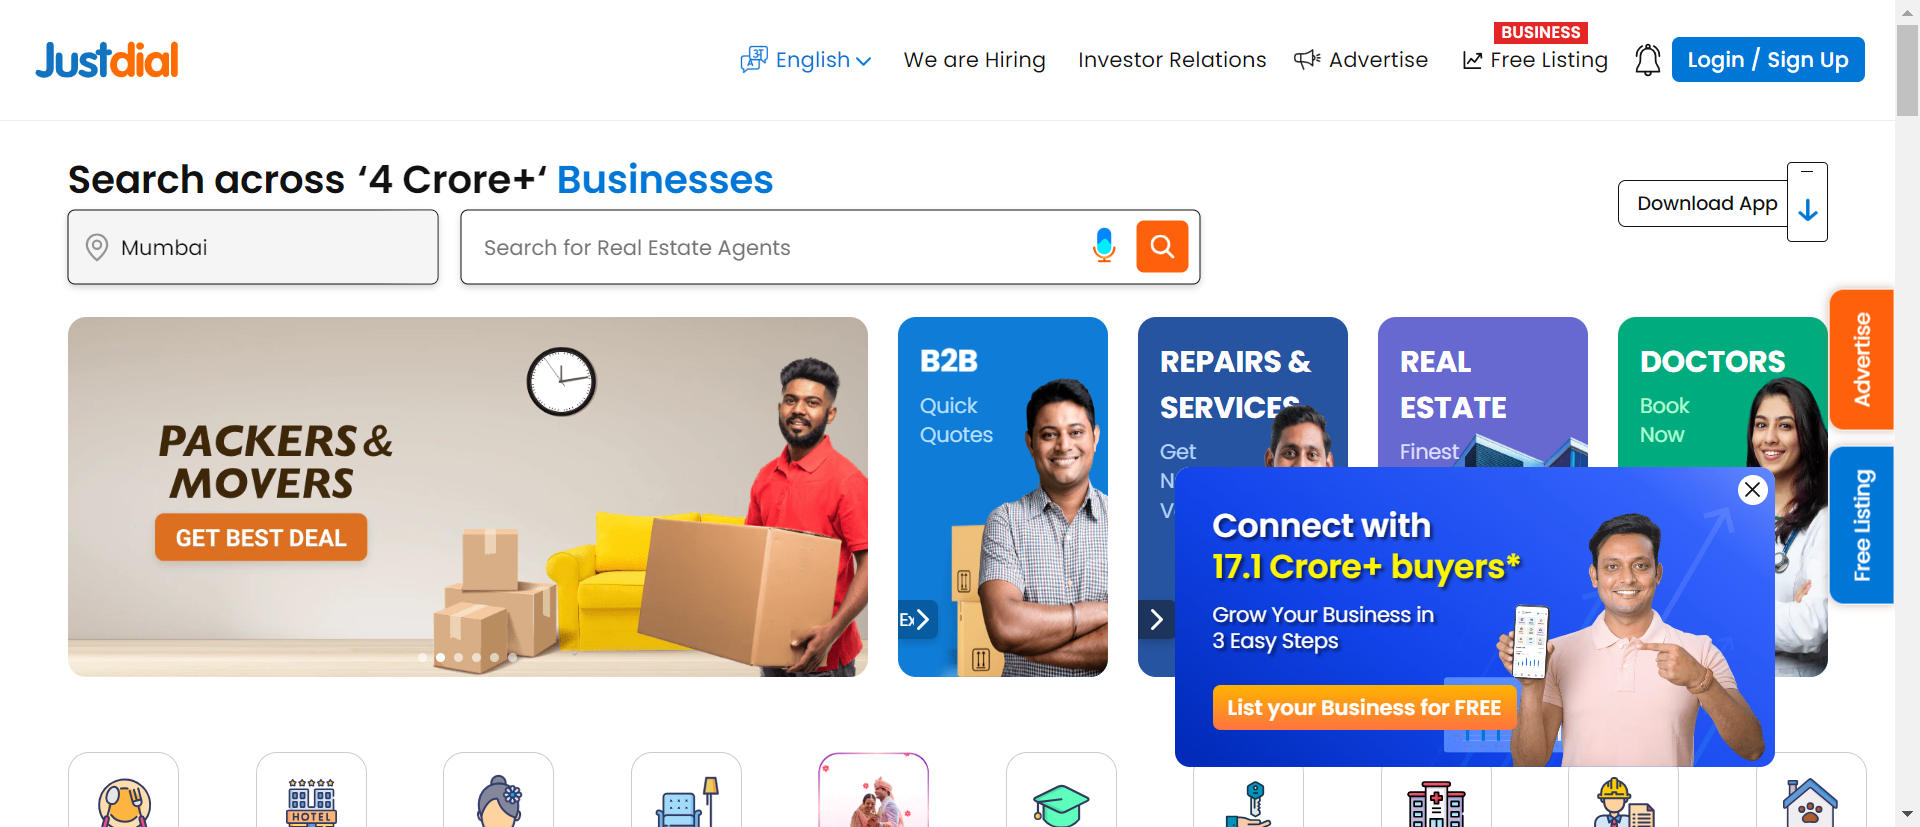 Justdial
English
We are Hiring
Investor Relations
Advertise
BUSINESS
Free Listing
Login / Sign Up
Search across ‘4 Crore+‘ Businesses
Mumbai
Search for Real Estate Agents
Download App
PACKERS &
MOVERS
GET BEST DEAL
B2B
Quick
Quotes
REPAIRS &
SERVICES
Get
REAL
ESTATE
Finest
DOCTORS
Book
Now
Advertise
Free Listing
Connect with
17.1 Crore+ buyers*
Grow Your Business in
3 Easy Steps
List your Business for FREE
HOTEL